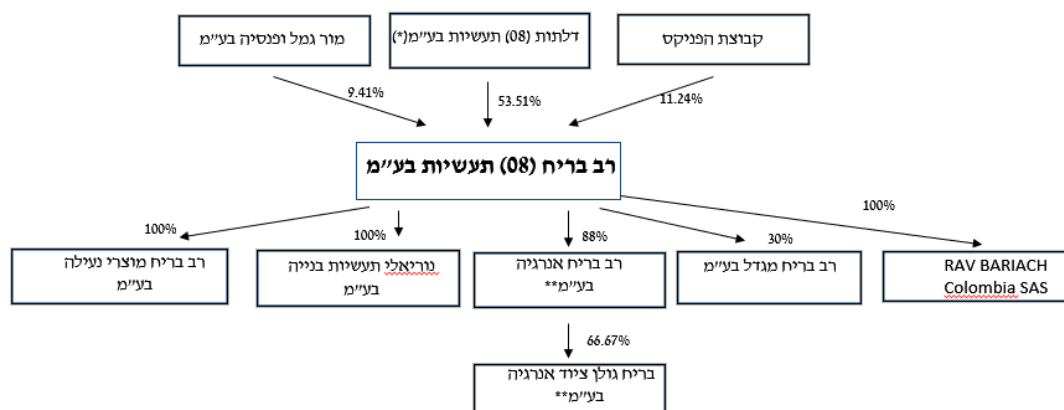 מור גמל ופנסיה בע"מ
דלתות (08) תעשיות בע"מ(*)
קבוצת הפניקס
9.41%
53.51%
11.24%
רב בריח (08) תעשיות בע"מ
100%
100%
88%
30%
100%
רב בריח מוצרי נעילה
בע"מ
נוריאלי תעשיות בנייה
בע"מ
רב בריח אנרגיה
בע"מ**
רב בריח מגדל בע"מ
RAV BARIACH
Colombia SAS
66.67%
בריח גולן ציוד אנרגיה
בע"מ**